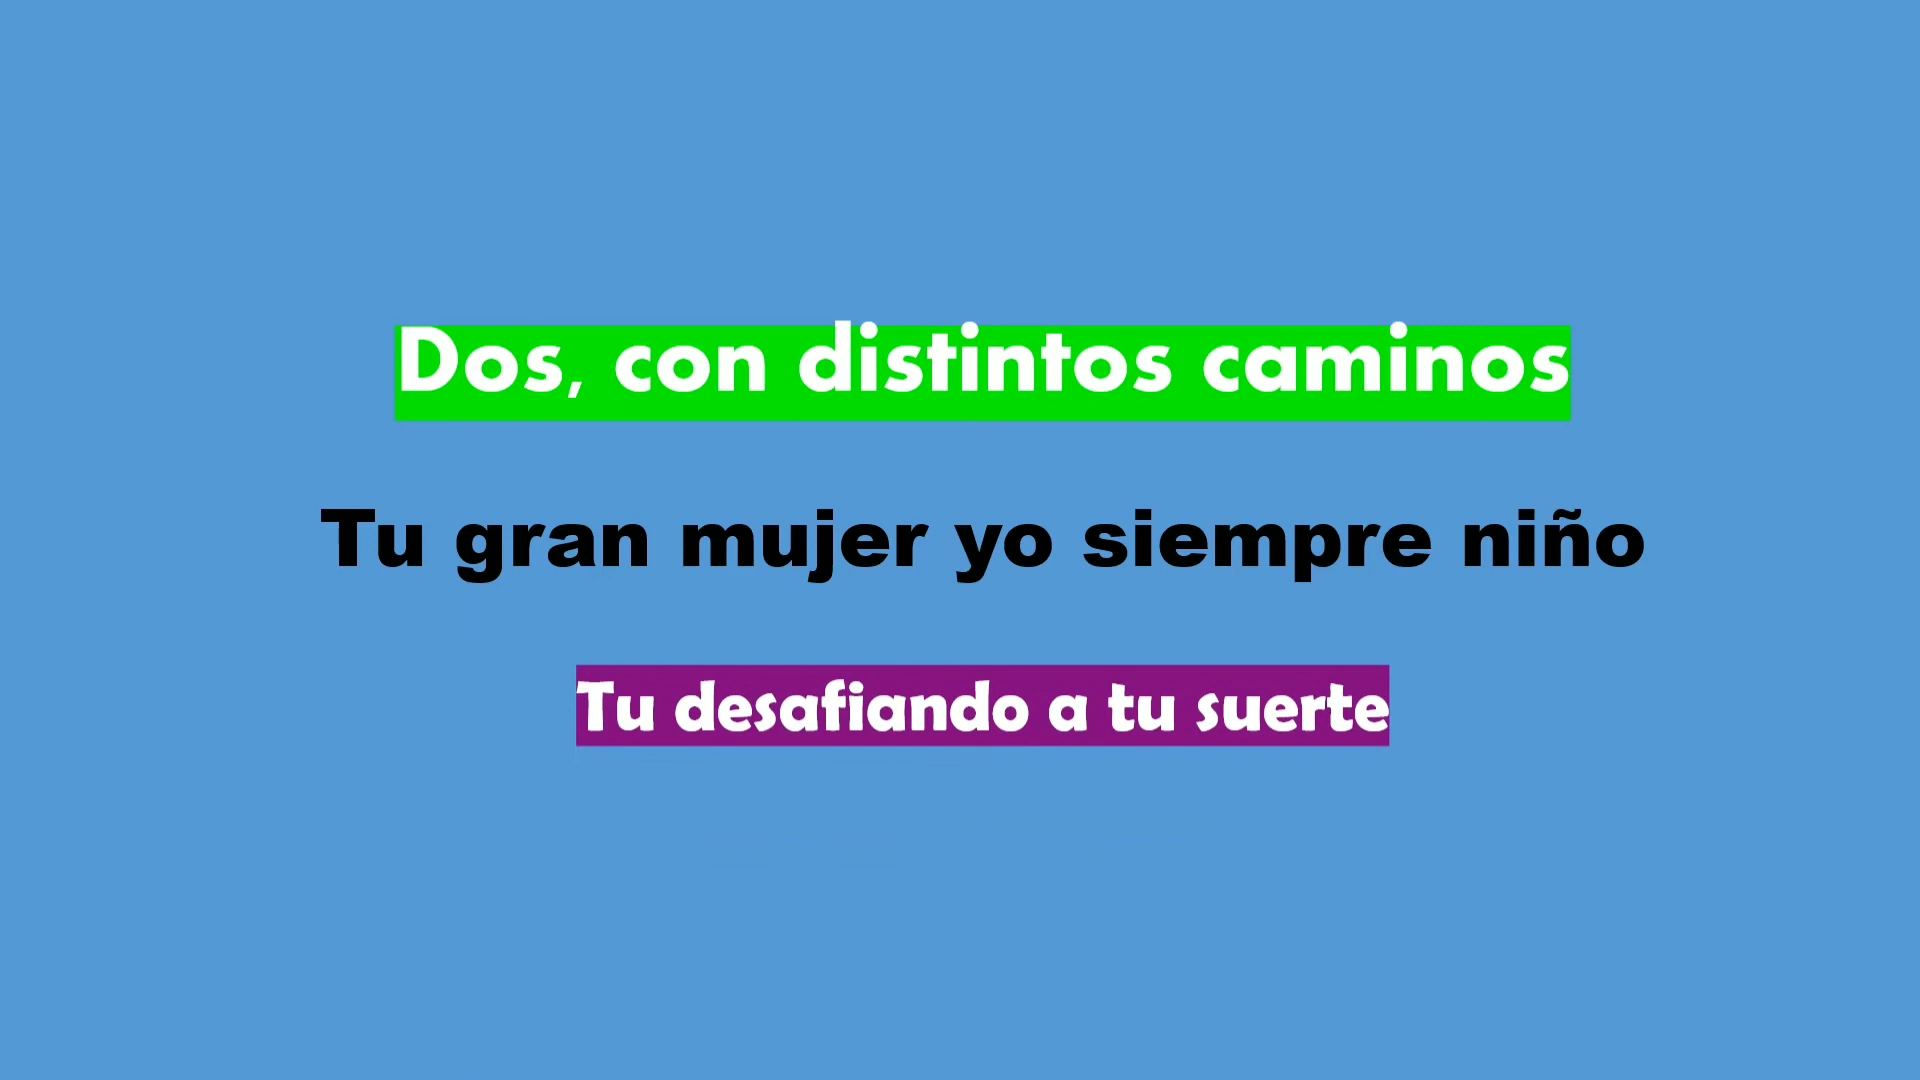 Dos, con distintos caminos
Tu gran mujer yo siempre niño
Tu desafiando a tu suerte